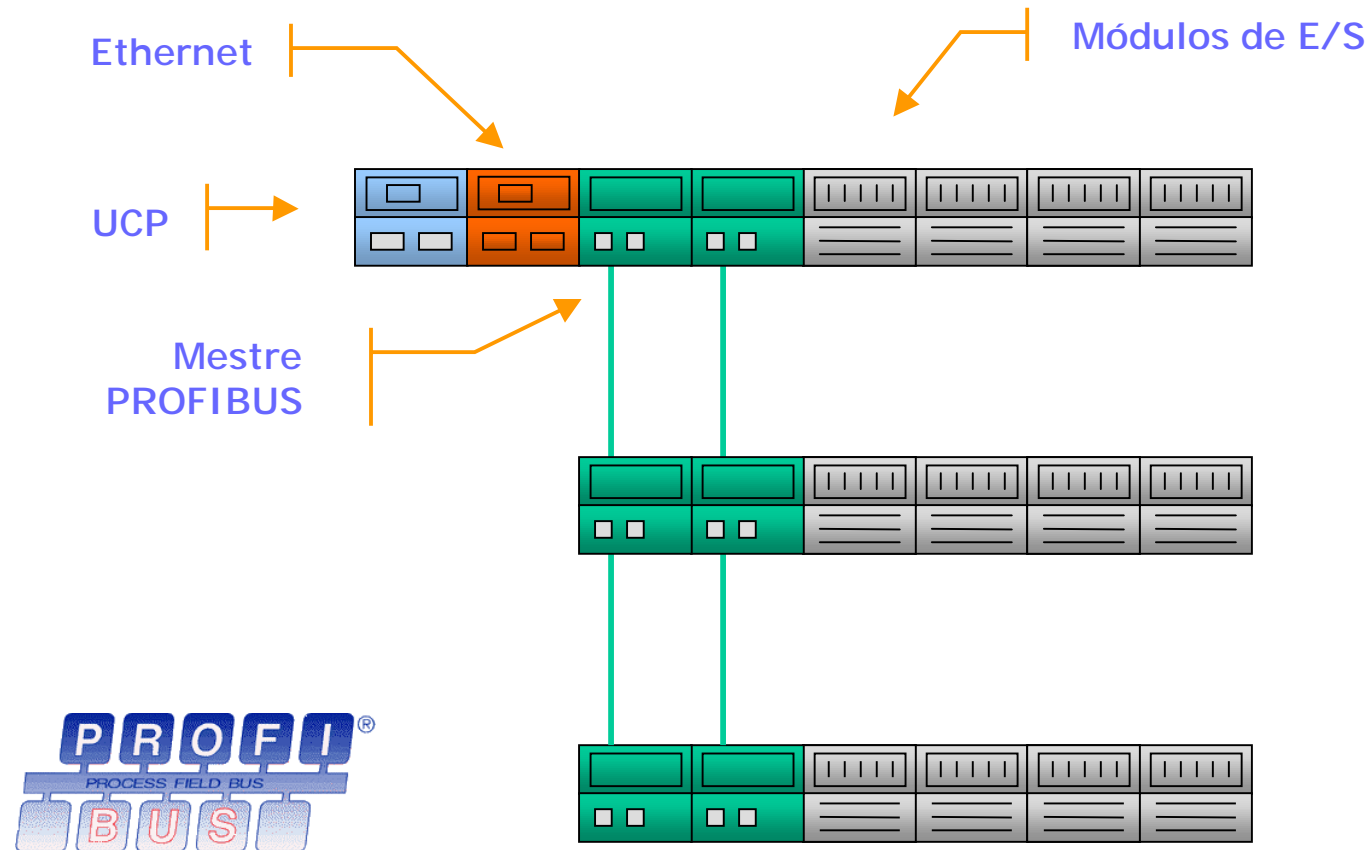 Ethernet
Módulos de E/S
UCP
Mestre
PROFIBUS
PROFI®
PROCESS FIELD BUS
BUS